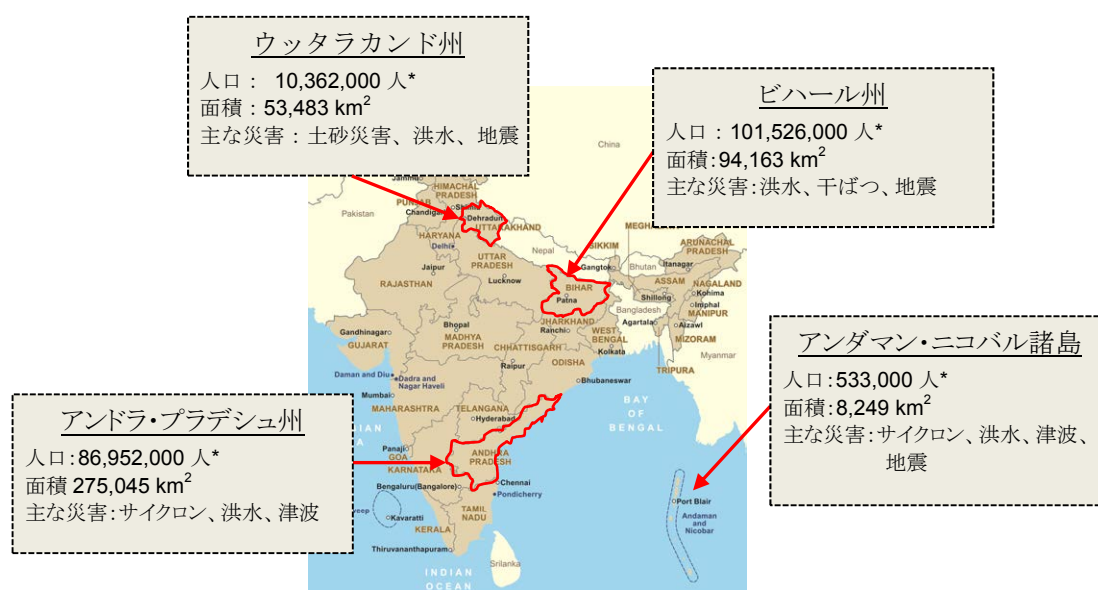 ウッタラカンド州
人口： 10,362,000 人*
面積：53,483 km²
主な災害：土砂災害、洪水、地震
ビハール州
人口：101,526,000 人*
面積：94,163 km²
主な災害：洪水、干ばつ、地震
アンダマン・ニコバル諸島
人口：533,000 人*
面積：8,249 km²
主な災害：サイクロン、洪水、津波、
地震
アンドラ・プラデシュ州
人口：86,952,000 人*
面積 275,045 km²
主な災害：サイクロン、洪水、津波
China
HIMACHAL
PRADESH
Shimla
PUNJAB
Chandigarh
Dehradun
UTTARAKHAND
Pakistan
HARYANA
Delhi
Nepal
SIKKIM
Gangtok
Bhutan
ARUNACHAL
PRADESH
Itanagar
UTTAR
PRADESH
Jaipur
Lucknow
RAJASTHAN
BIHAR
Patna
ASSAM
NAGALAND
Kohima
Shillong
Imphal
MANIPUR
Bangladesh
Agartala
Aizawl
MIZORAM
TRIPURA
Myanmar
JHARKHAND
Ranchi
WEST
BENGAL
Kolkata
Gandhinagar
GUJARAT
Bhopal
MADHYA
PRADESH
CHHATTISGARH
Raipur
ODISHA
Bhubaneswar
Daman and Diu
Dadra and
Nagar Haveli
Mumbai
MAHARASHTRA
TELANGANA
Hyderabad
BAY
OF
BENGAL
Panaji
GOA
KARNATAKA
ANDHRA
PRADESH
Bengaluru(Bangalore)
Chennai
Pondicherry
Kavaratti
TAMIL
NADU
KERALA
Thiruvananthapuram
Srilanka
INDIAN
OCEAN
Port Blair
Andaman
and
Nicobar